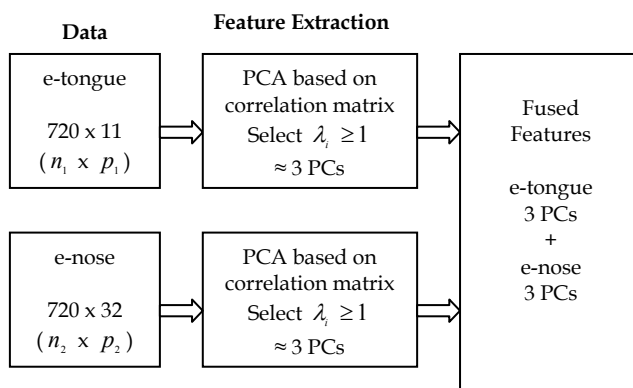 Data
Feature Extraction
e-tongue
720 x 11
( n₁ x p₁ )
PCA based on
correlation matrix
Select λᵢ ≥ 1
≈ 3 PCs
e-nose
720 x 32
( n₂ x p₂ )
PCA based on
correlation matrix
Select λᵢ ≥ 1
≈ 3 PCs
Fused
Features
e-tongue
3 PCs
+
e-nose
3 PCs